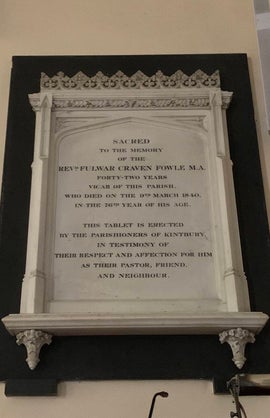 SACRED
TO THE MEMORY
OF THE
REVD FULWAR CRAVEN FOWLE M.A.
FORTY-TWO YEARS
VICAR OF THIS PARISH.
WHO DIED ON THE 9TH MARCH 1840.
IN THE 76TH YEAR OF HIS AGE.
THIS TABLET IS ERECTED
BY THE PARISHIONERS OF KINTBURY,
IN TESTIMONY OF
THEIR RESPECT AND AFFECTION FOR HIM
AS THEIR PASTOR, FRIEND,
AND NEIGHBOUR.